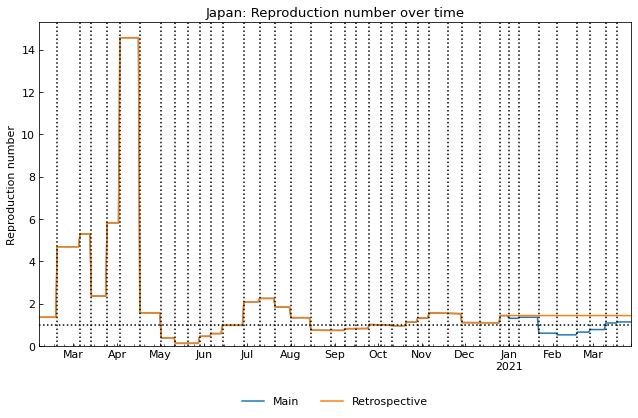 Japan: Reproduction number over time
Reproduction number
14
12
10
8
6
4
2
0
Mar Apr May Jun Jul Aug Sep Oct Nov Dec Jan Feb Mar
2021
Main Retrospective